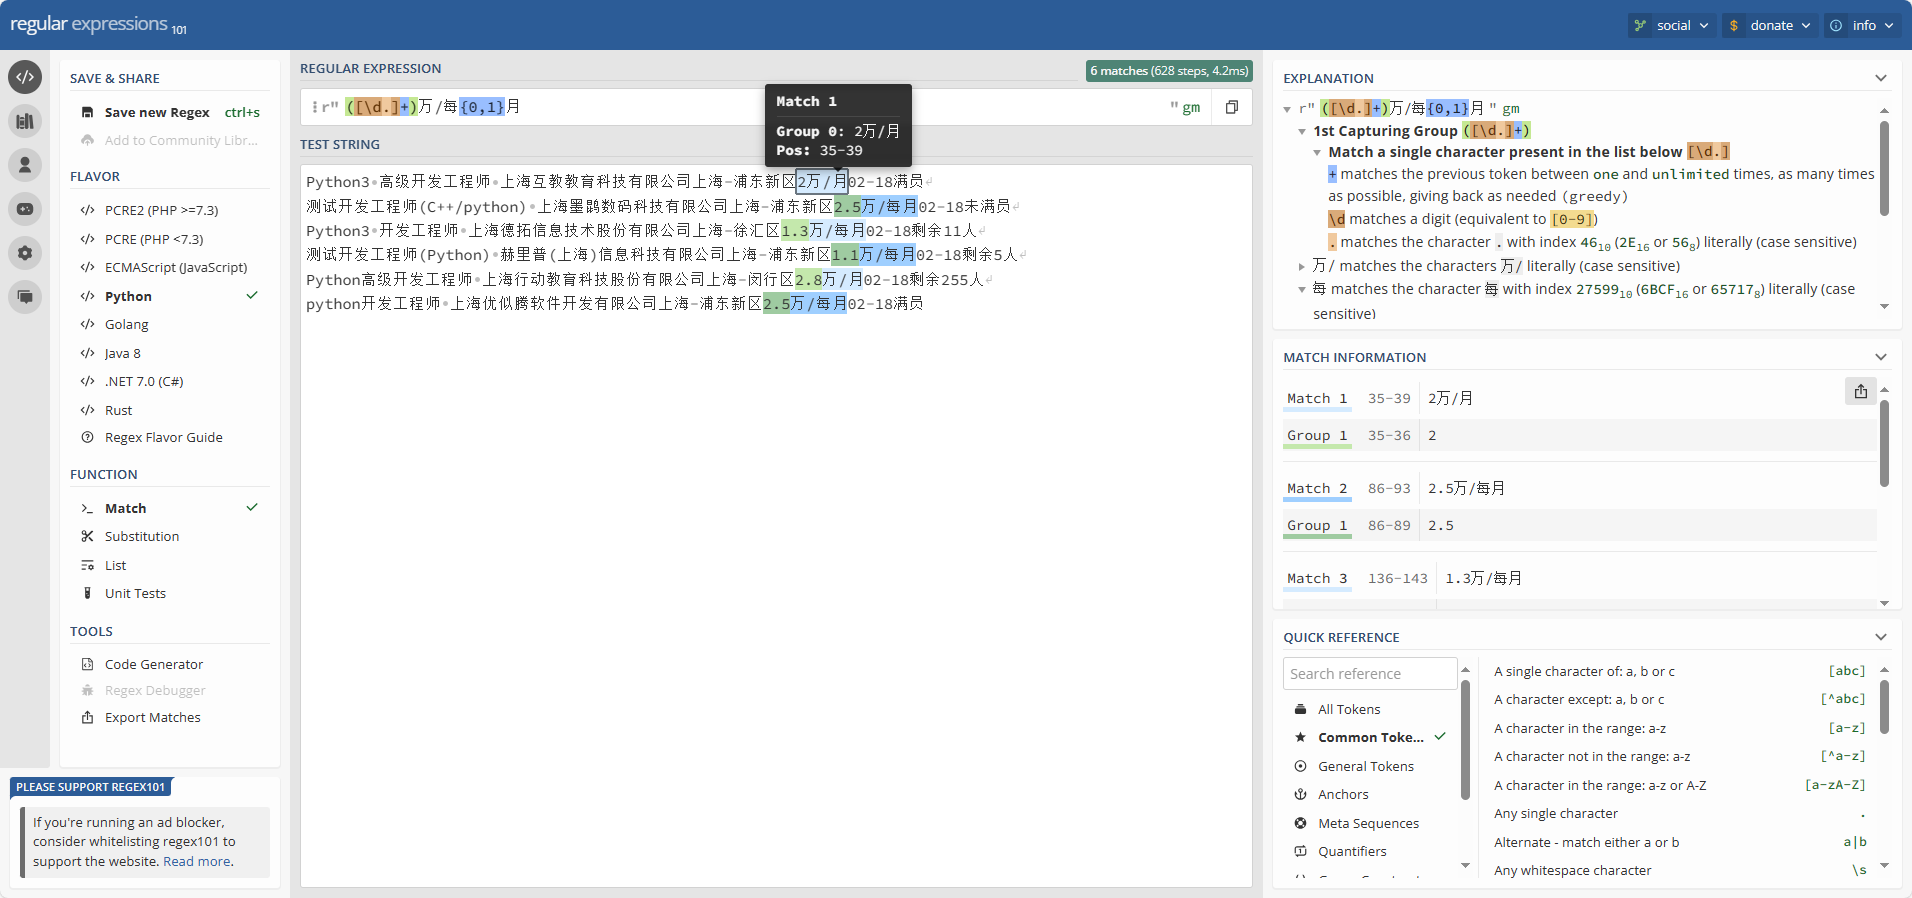 regular expressions 101
social
donate
info
SAVE & SHARE
Save new Regex ctrl+s
Add to Community Libr...
FLAVOR
PCRE2 (PHP >=7.3)
PCRE (PHP <7.3)
ECMAScript (JavaScript)
Python
Golang
Java 8
.NET 7.0 (C#)
Rust
Regex Flavor Guide
FUNCTION
Match
Substitution
List
Unit Tests
TOOLS
Code Generator
Regex Debugger
Export Matches
PLEASE SUPPORT REGEX101
If you're running an ad blocker,
consider whitelisting regex101 to
support the website. Read more.
REGULAR EXPRESSION
6 matches (628 steps, 4.2ms)
r" ([\d.]+)万/每{0,1}月 " gm
Match 1
Group 0: 2万/月
Pos: 35-39
TEST STRING
Python3•高级开发工程师•上海互教教育科技有限公司上海-浦东新区2万/月02-18满员
测试开发工程师(C++/python)•上海墨鹍数码科技有限公司上海-浦东新区2.5万/每月02-18未满员
Python3•开发工程师•上海德拓信息技术股份有限公司上海-徐汇区1.3万/每月02-18剩余11人
测试开发工程师(Python)•赫里普(上海)信息科技有限公司上海-浦东新区1.1万/每月02-18剩余5人
Python高级开发工程师•上海行动教育科技股份有限公司上海-闵行区2.8万/月02-18剩余255人
python开发工程师•上海优似腾软件开发有限公司上海-浦东新区2.5万/每月02-18满员
EXPLANATION
r" ([\d.]+)万/每{0,1}月 " gm
1st Capturing Group ([\d.]+)
Match a single character present in the list below [\d.]
+ matches the previous token between one and unlimited times, as many times
as possible, giving back as needed (greedy)
\d matches a digit (equivalent to [0-9])
. matches the character . with index 46₁₀ (2E₁₆ or 56₈) literally (case sensitive)
万/ matches the characters 万/ literally (case sensitive)
每 matches the character 每 with index 27599₁₀ (6BCF₁₆ or 65717₈) literally (case
sensitive)
MATCH INFORMATION
Match 1 35-39 2万/月
Group 1 35-36 2
Match 2 86-93 2.5万/每月
Group 1 86-89 2.5
Match 3 136-143 1.3万/每月
QUICK REFERENCE
Search reference
All Tokens
Common Toke...
General Tokens
Anchors
Meta Sequences
Quantifiers
A single character of: a, b or c [abc]
A character except: a, b or c [^abc]
A character in the range: a-z [a-z]
A character not in the range: a-z [^a-z]
A character in the range: a-z or A-Z [a-zA-Z]
Any single character .
Alternate - match either a or b a|b
Any whitespace character \s